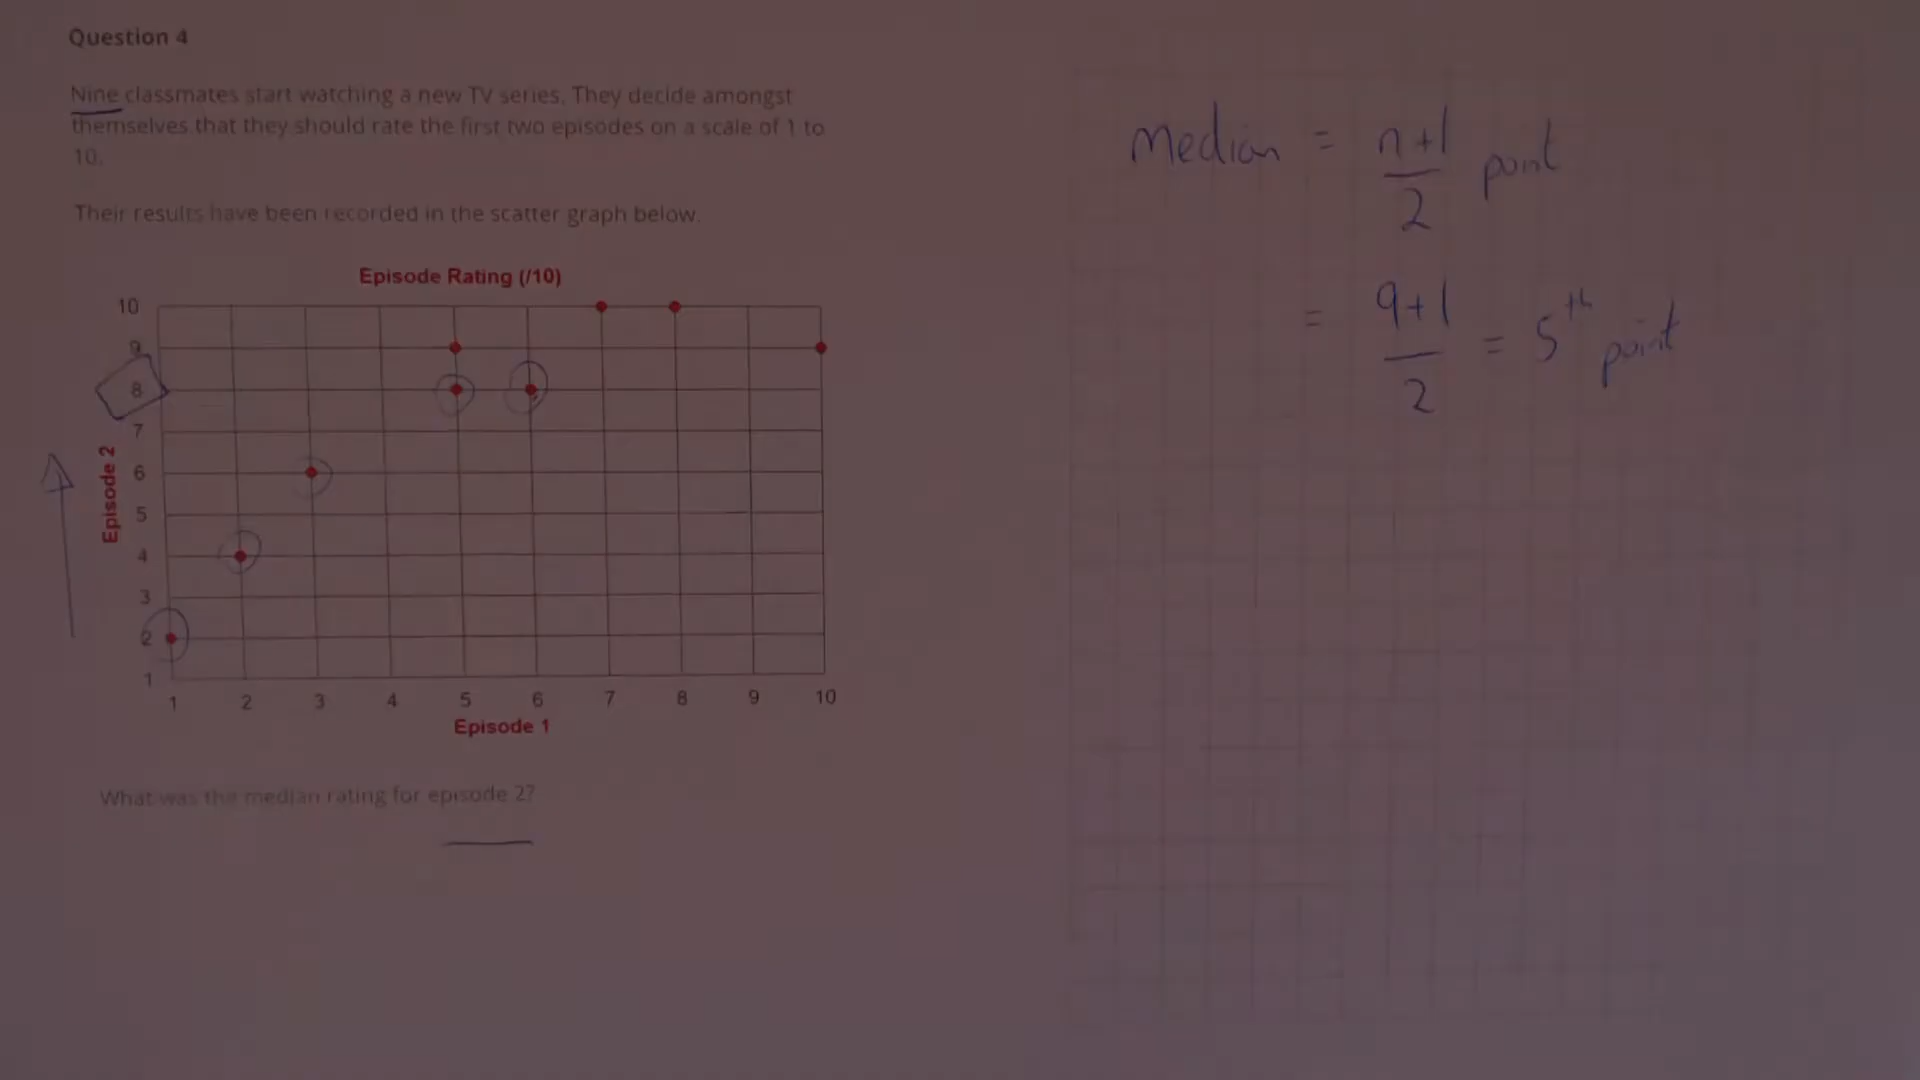 Question 4
Nine classmates start watching a new TV series. They decide amongst
themselves that they should rate the first two episodes on a scale of 1 to
10.
Their results have been recorded in the scatter graph below.
Episode Rating (/10)
10
9
8
7
6
5
4
3
2
1
Episode 2
1 2 3 4 5 6 7 8 9 10
Episode 1
What was the median rating for episode 2?
Median = n+1/2 point
= 9+1/2 = 5th point